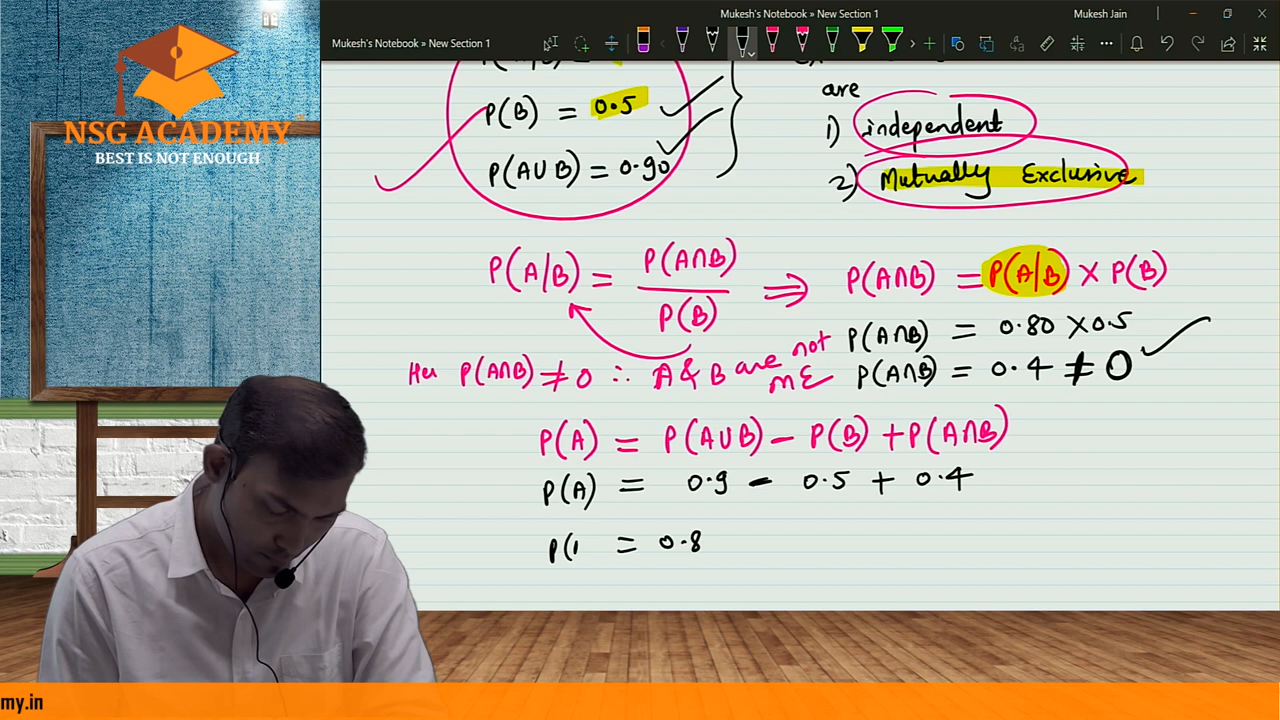 Mukesh's Notebook » New Section 1
Mukesh Jain
Mukesh's Notebook » New Section 1
NSG ACADEMY
BEST IS NOT ENOUGH
P(A/B) =
P(B) = 0.5
P(A∪B) = 0.90
are
1) independent
2) Mutually Exclusive
P(A/B) = P(A∩B) / P(B) ⇒ P(A∩B) = P(A/B) × P(B)
P(A∩B) = 0.80 × 0.5
P(A∩B) = 0.4 ≠ 0
Her P(A∩B) ≠ 0 ∴ A & B are not ME
P(A) = P(A∪B) - P(B) + P(A∩B)
P(A) = 0.9 - 0.5 + 0.4
P( = 0.8
my.in